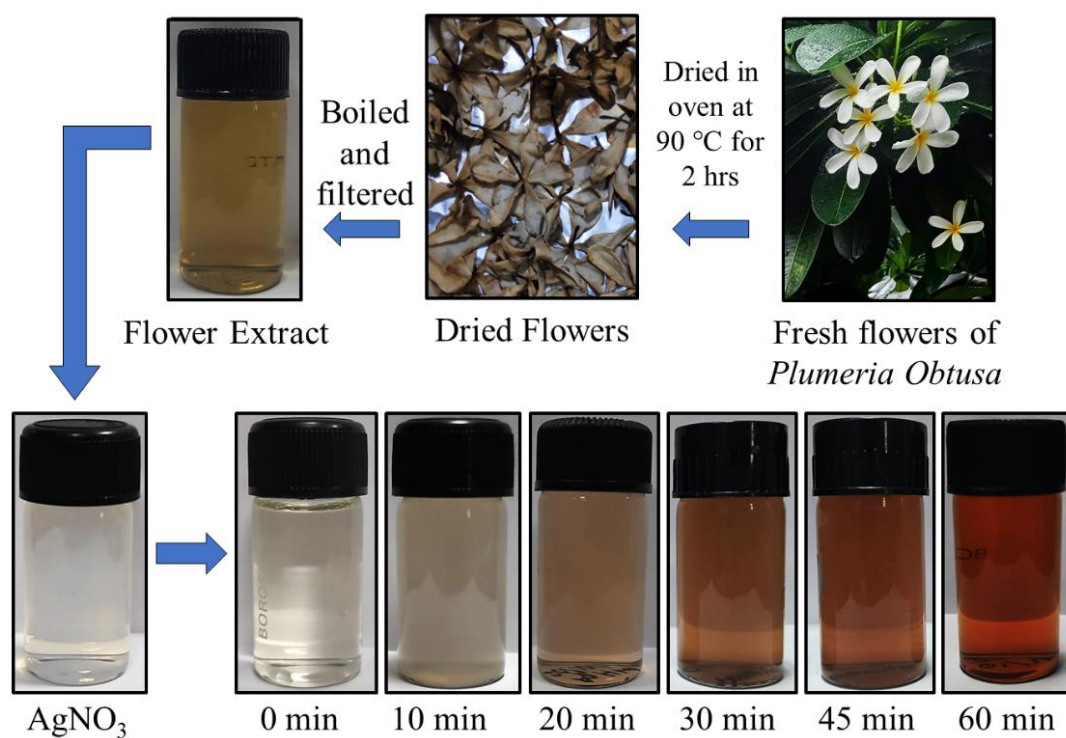 Dried in
oven at
90 °C for
2 hrs
Boiled
and
filtered
Flower Extract
Dried Flowers
Fresh flowers of
Plumeria Obtusa
BORO
AgNO₃
0 min
10 min
20 min
30 min
45 min
60 min